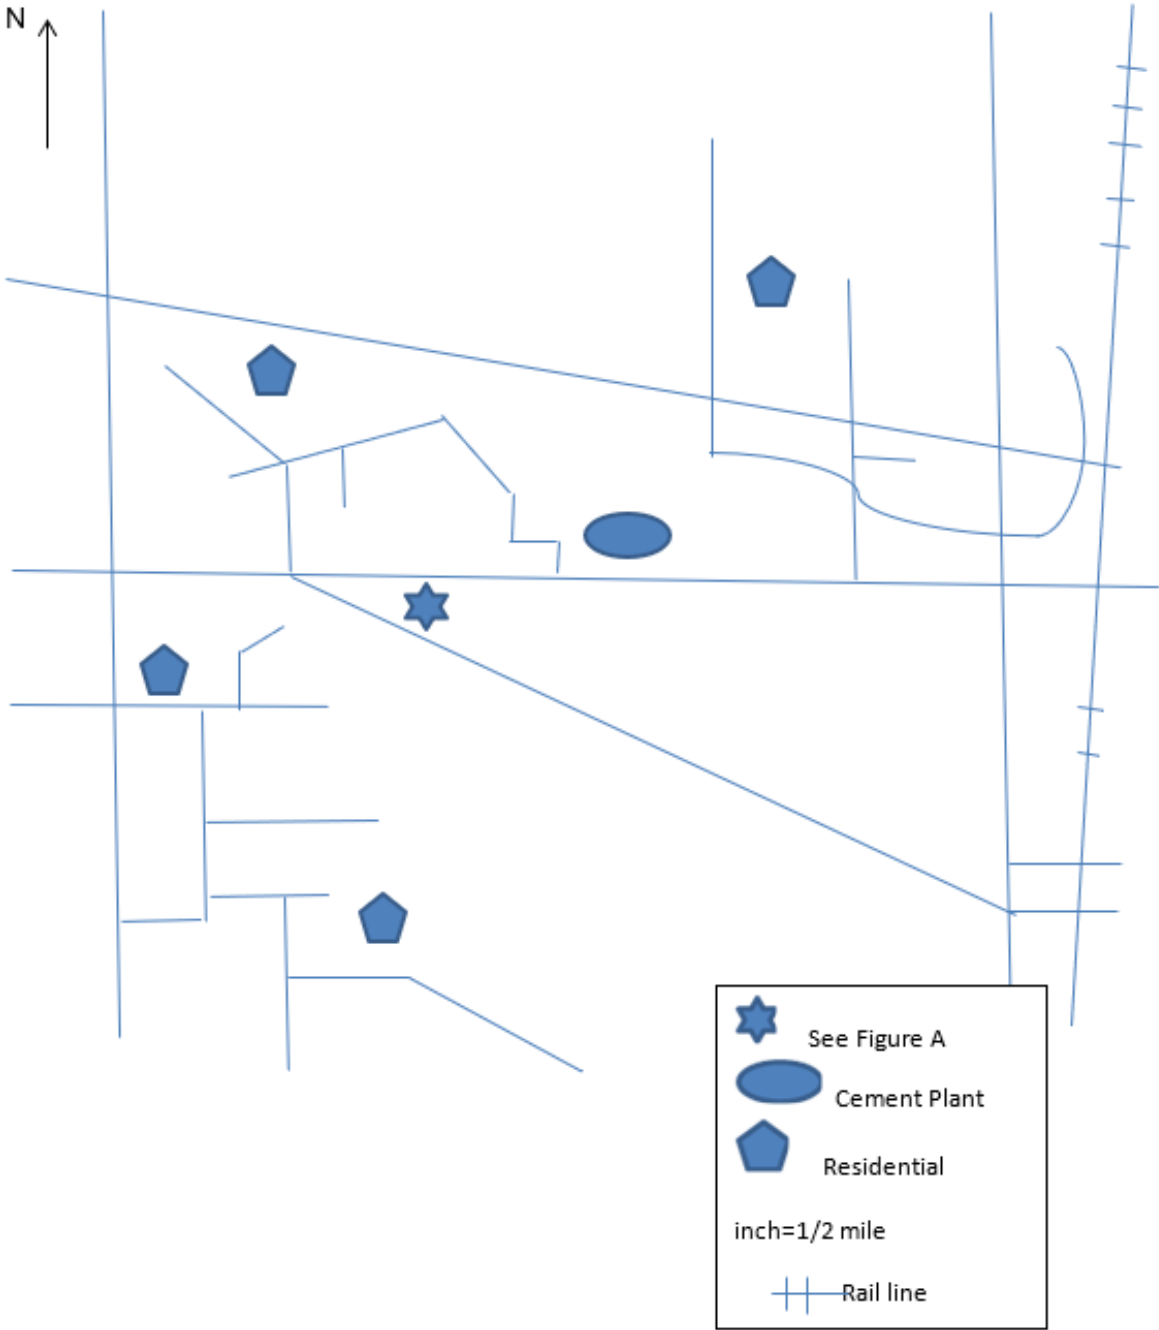 N
See Figure A
Cement Plant
Residential
inch=1/2 mile
Rail line